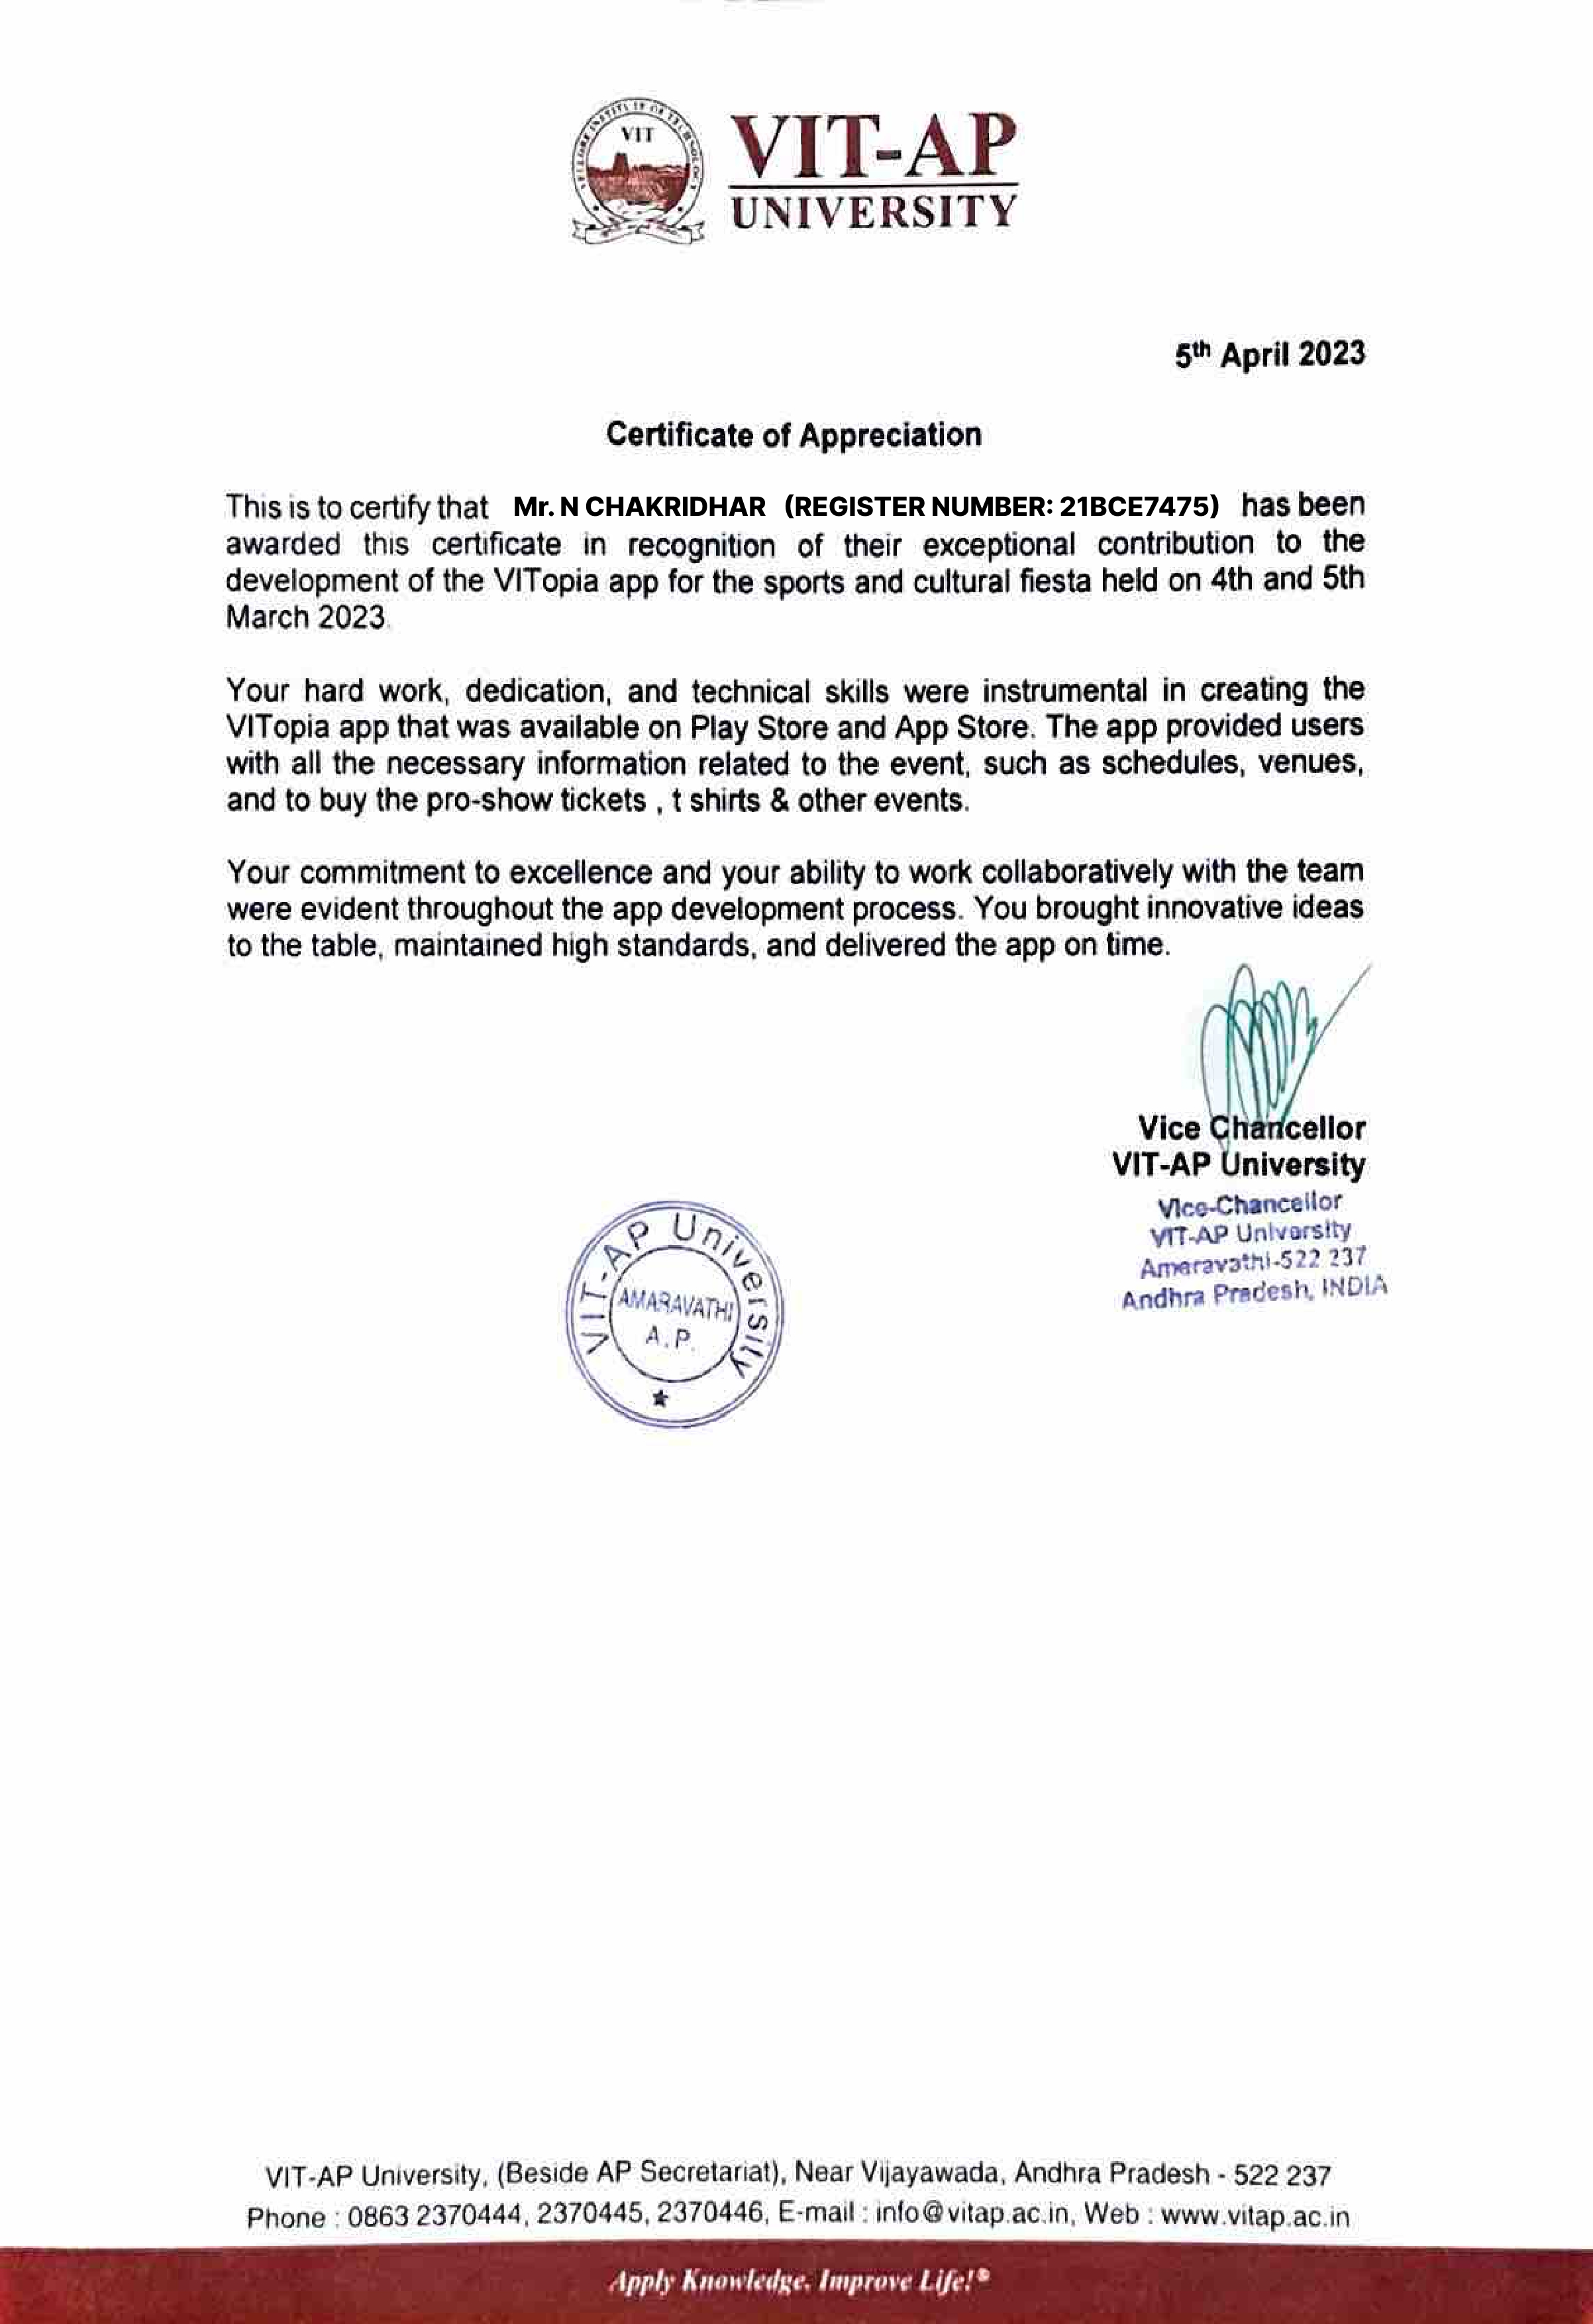 VIT
VIT-AP
UNIVERSITY
5th April 2023
Certificate of Appreciation
This is to certify that Mr. N CHAKRIDHAR (REGISTER NUMBER: 21BCE7475) has been
awarded this certificate in recognition of their exceptional contribution to the
development of the VITopia app for the sports and cultural fiesta held on 4th and 5th
March 2023.
Your hard work, dedication, and technical skills were instrumental in creating the
VITopia app that was available on Play Store and App Store. The app provided users
with all the necessary information related to the event, such as schedules, venues,
and to buy the pro-show tickets , t shirts & other events.
Your commitment to excellence and your ability to work collaboratively with the team
were evident throughout the app development process. You brought innovative ideas
to the table, maintained high standards, and delivered the app on time.
Vice Chancellor
VIT-AP University
Vice-Chancellor
VIT-AP University
Amaravathi-522 237
Andhra Pradesh, INDIA
VIT-AP University
AMARAVATHI
A.P.
VIT-AP University, (Beside AP Secretariat), Near Vijayawada, Andhra Pradesh - 522 237
Phone : 0863 2370444, 2370445, 2370446, E-mail : info@vitap.ac.in, Web : www.vitap.ac.in
Apply Knowledge. Improve Life!®